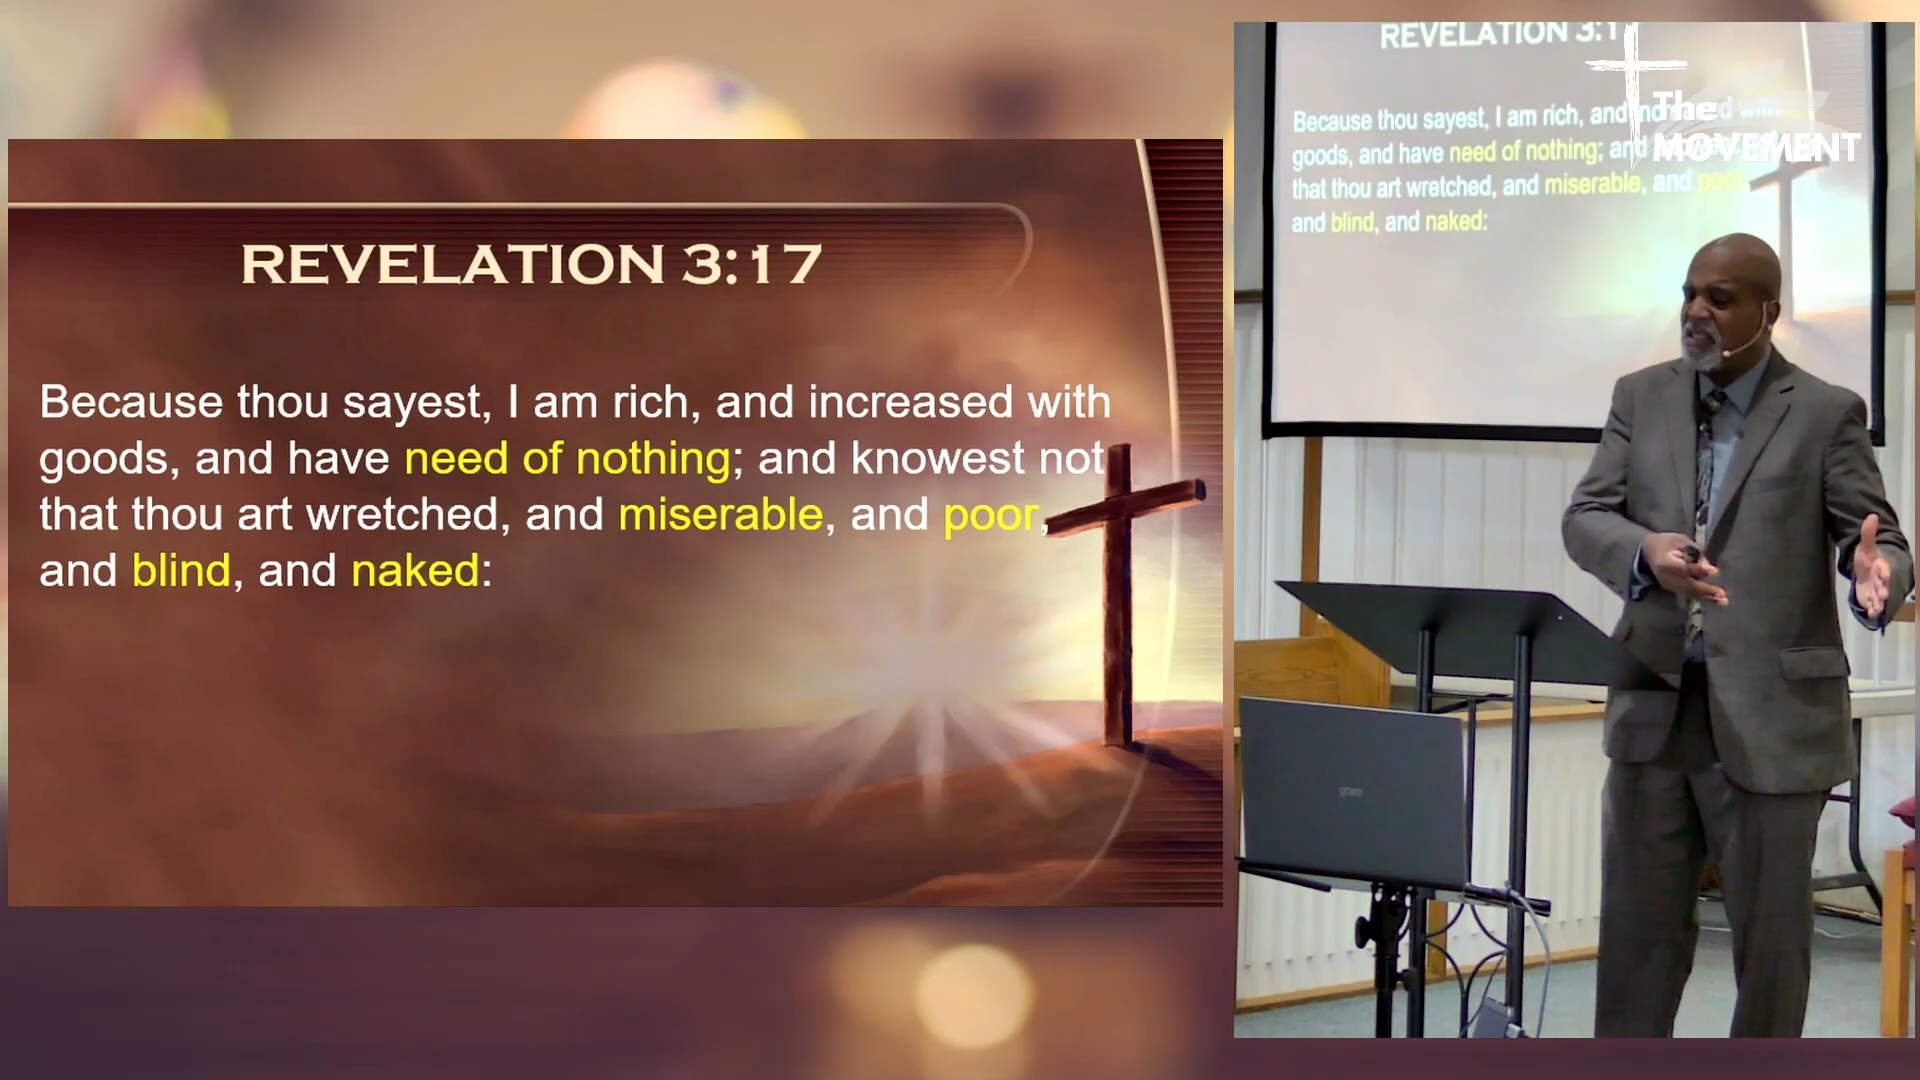 REVELATION 3:17
Because thou sayest, I am rich, and increased with
goods, and have need of nothing; and knowest not
that thou art wretched, and miserable, and poor,
and blind, and naked:
REVELATION 3:1
Because thou sayest, I am rich, and
goods, and have need of nothing; and
that thou art wretched, and miserable, and poor
and blind, and naked:
The
MOVEMENT
gram